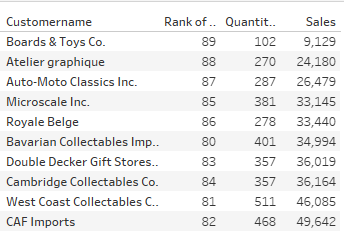 Customername Rank of .. Quantit.. Sales
Boards & Toys Co. 89 102 9,129
Atelier graphique 88 270 24,180
Auto-Moto Classics Inc. 87 287 26,479
Microscale Inc. 85 381 33,145
Royale Belge 86 278 33,440
Bavarian Collectables Imp.. 80 401 34,994
Double Decker Gift Stores.. 83 357 36,019
Cambridge Collectables Co. 84 357 36,164
West Coast Collectables C.. 81 511 46,085
CAF Imports 82 468 49,642